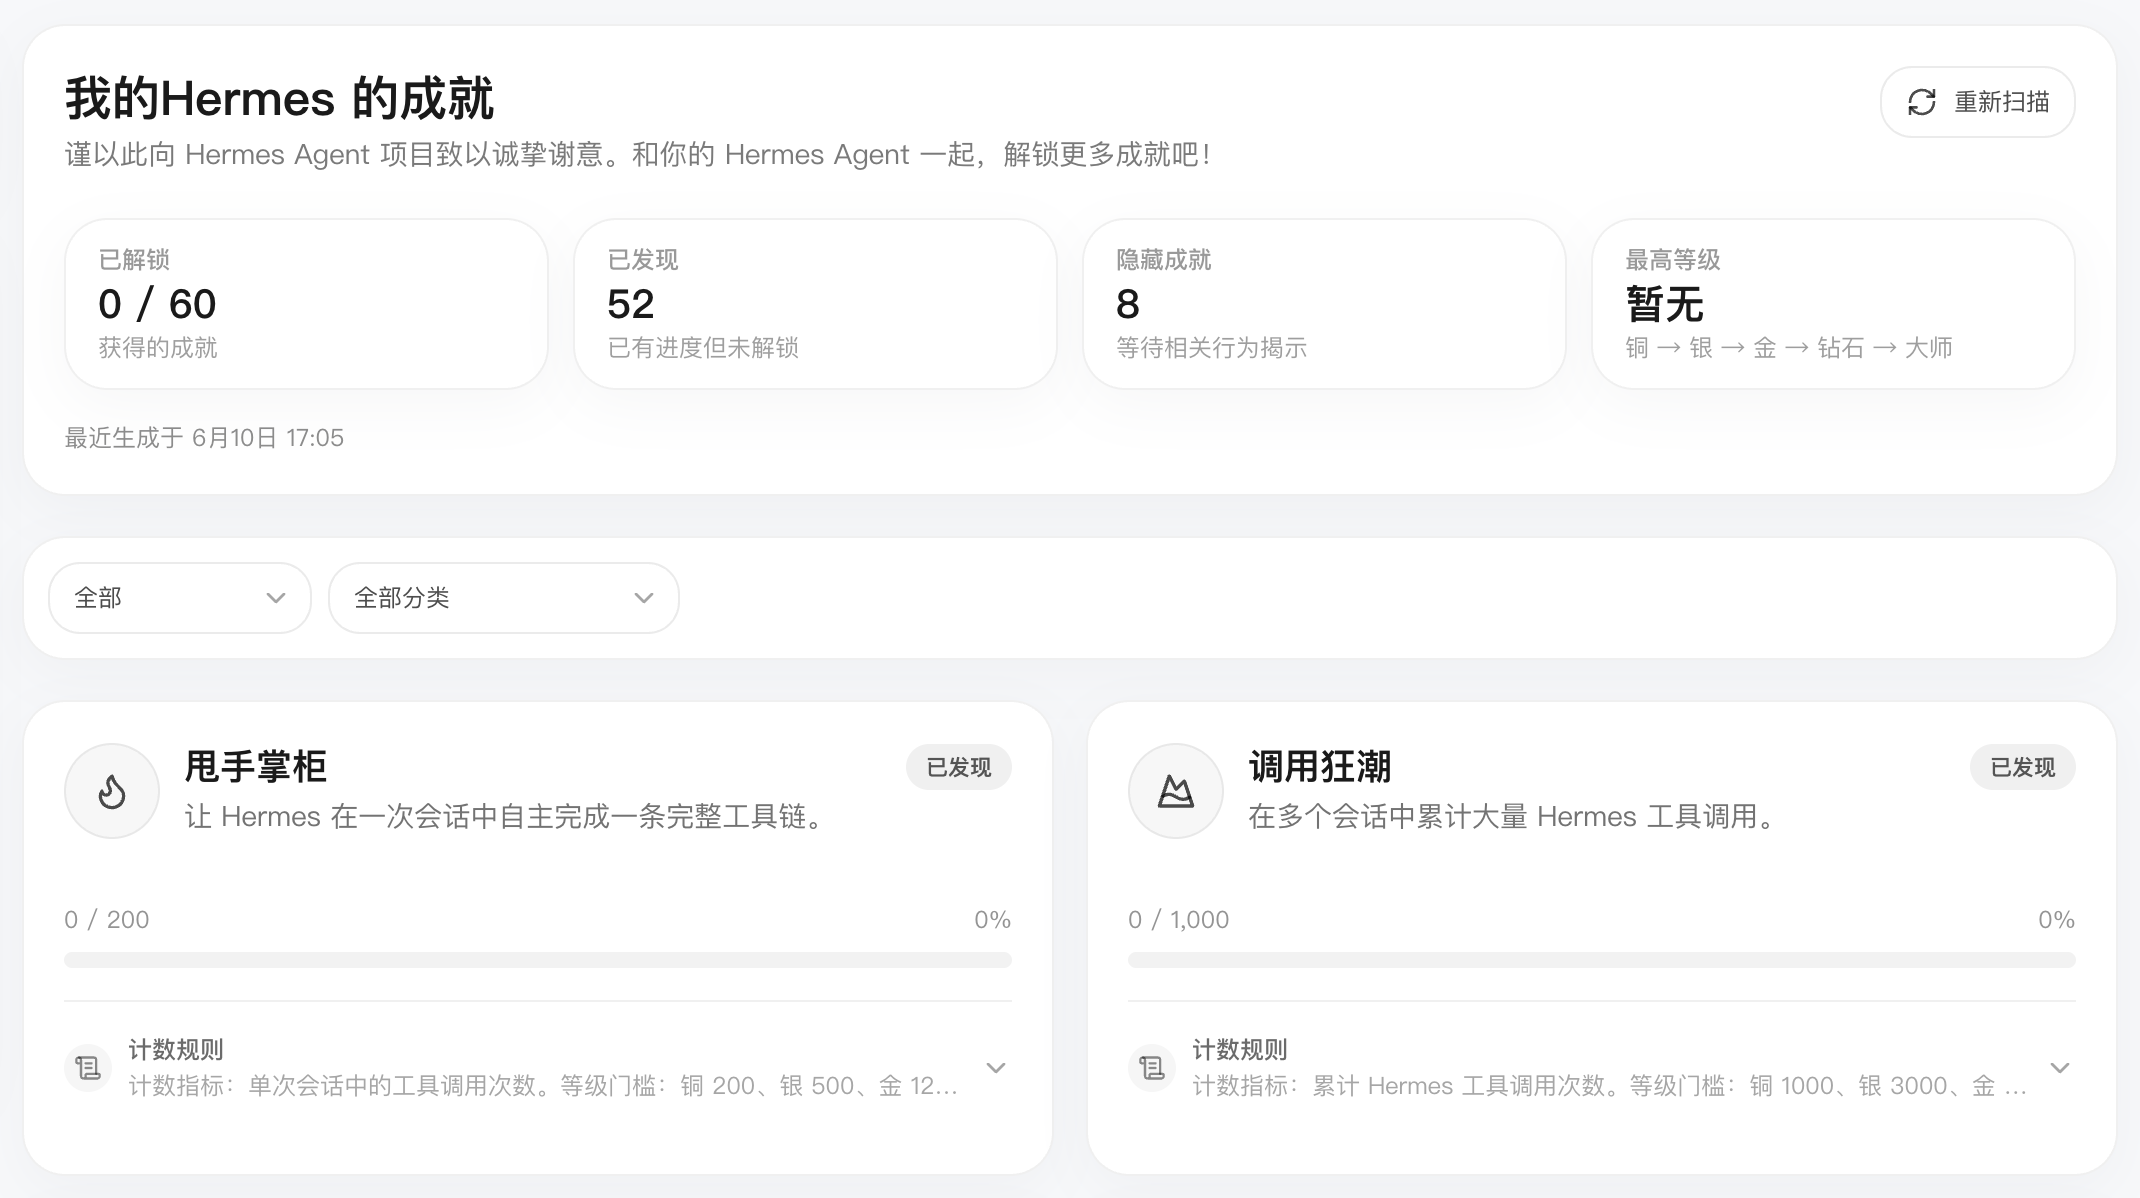 我的Hermes 的成就
重新扫描
谨以此向 Hermes Agent 项目致以诚挚谢意。和你的 Hermes Agent 一起，解锁更多成就吧！
已解锁
0 / 60
获得的成就
已发现
52
已有进度但未解锁
隐藏成就
8
等待相关行为揭示
最高等级
暂无
铜 → 银 → 金 → 钻石 → 大师
最近生成于 6月10日 17:05
全部
全部分类
甩手掌柜
已发现
让 Hermes 在一次会话中自主完成一条完整工具链。
0 / 200
0%
计数规则
计数指标：单次会话中的工具调用次数。等级门槛：铜 200、银 500、金 12...
调用狂潮
已发现
在多个会话中累计大量 Hermes 工具调用。
0 / 1,000
0%
计数规则
计数指标：累计 Hermes 工具调用次数。等级门槛：铜 1000、银 3000、金 ...